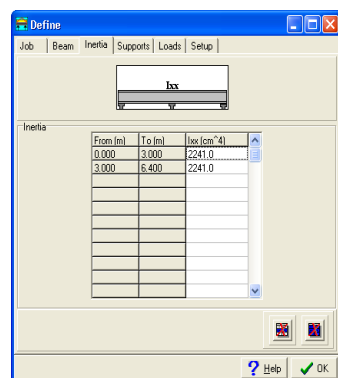 Define
Job Beam Inertia Supports Loads Setup
Ixx
Inertia
From (m) To (m) Ixx (cm^4)
0.000 3.000 2241.0
3.000 6.400 2241.0
? Help OK